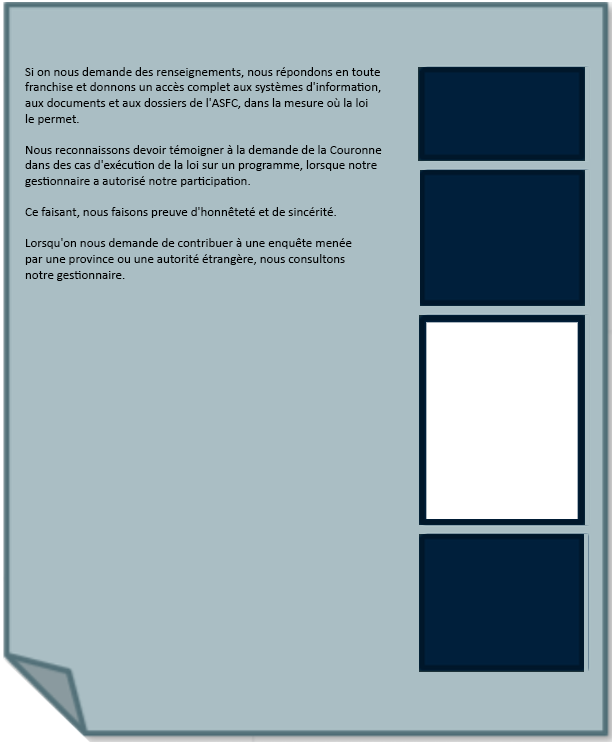 Si on nous demande des renseignements, nous répondons en toute
franchise et donnons un accès complet aux systèmes d'information,
aux documents et aux dossiers de l'ASFC, dans la mesure où la loi
le permet.
Nous reconnaissons devoir témoigner à la demande de la Couronne
dans des cas d'exécution de la loi sur un programme, lorsque notre
gestionnaire a autorisé notre participation.
Ce faisant, nous faisons preuve d'honnêteté et de sincérité.
Lorsqu'on nous demande de contribuer à une enquête menée
par une province ou une autorité étrangère, nous consultons
notre gestionnaire.